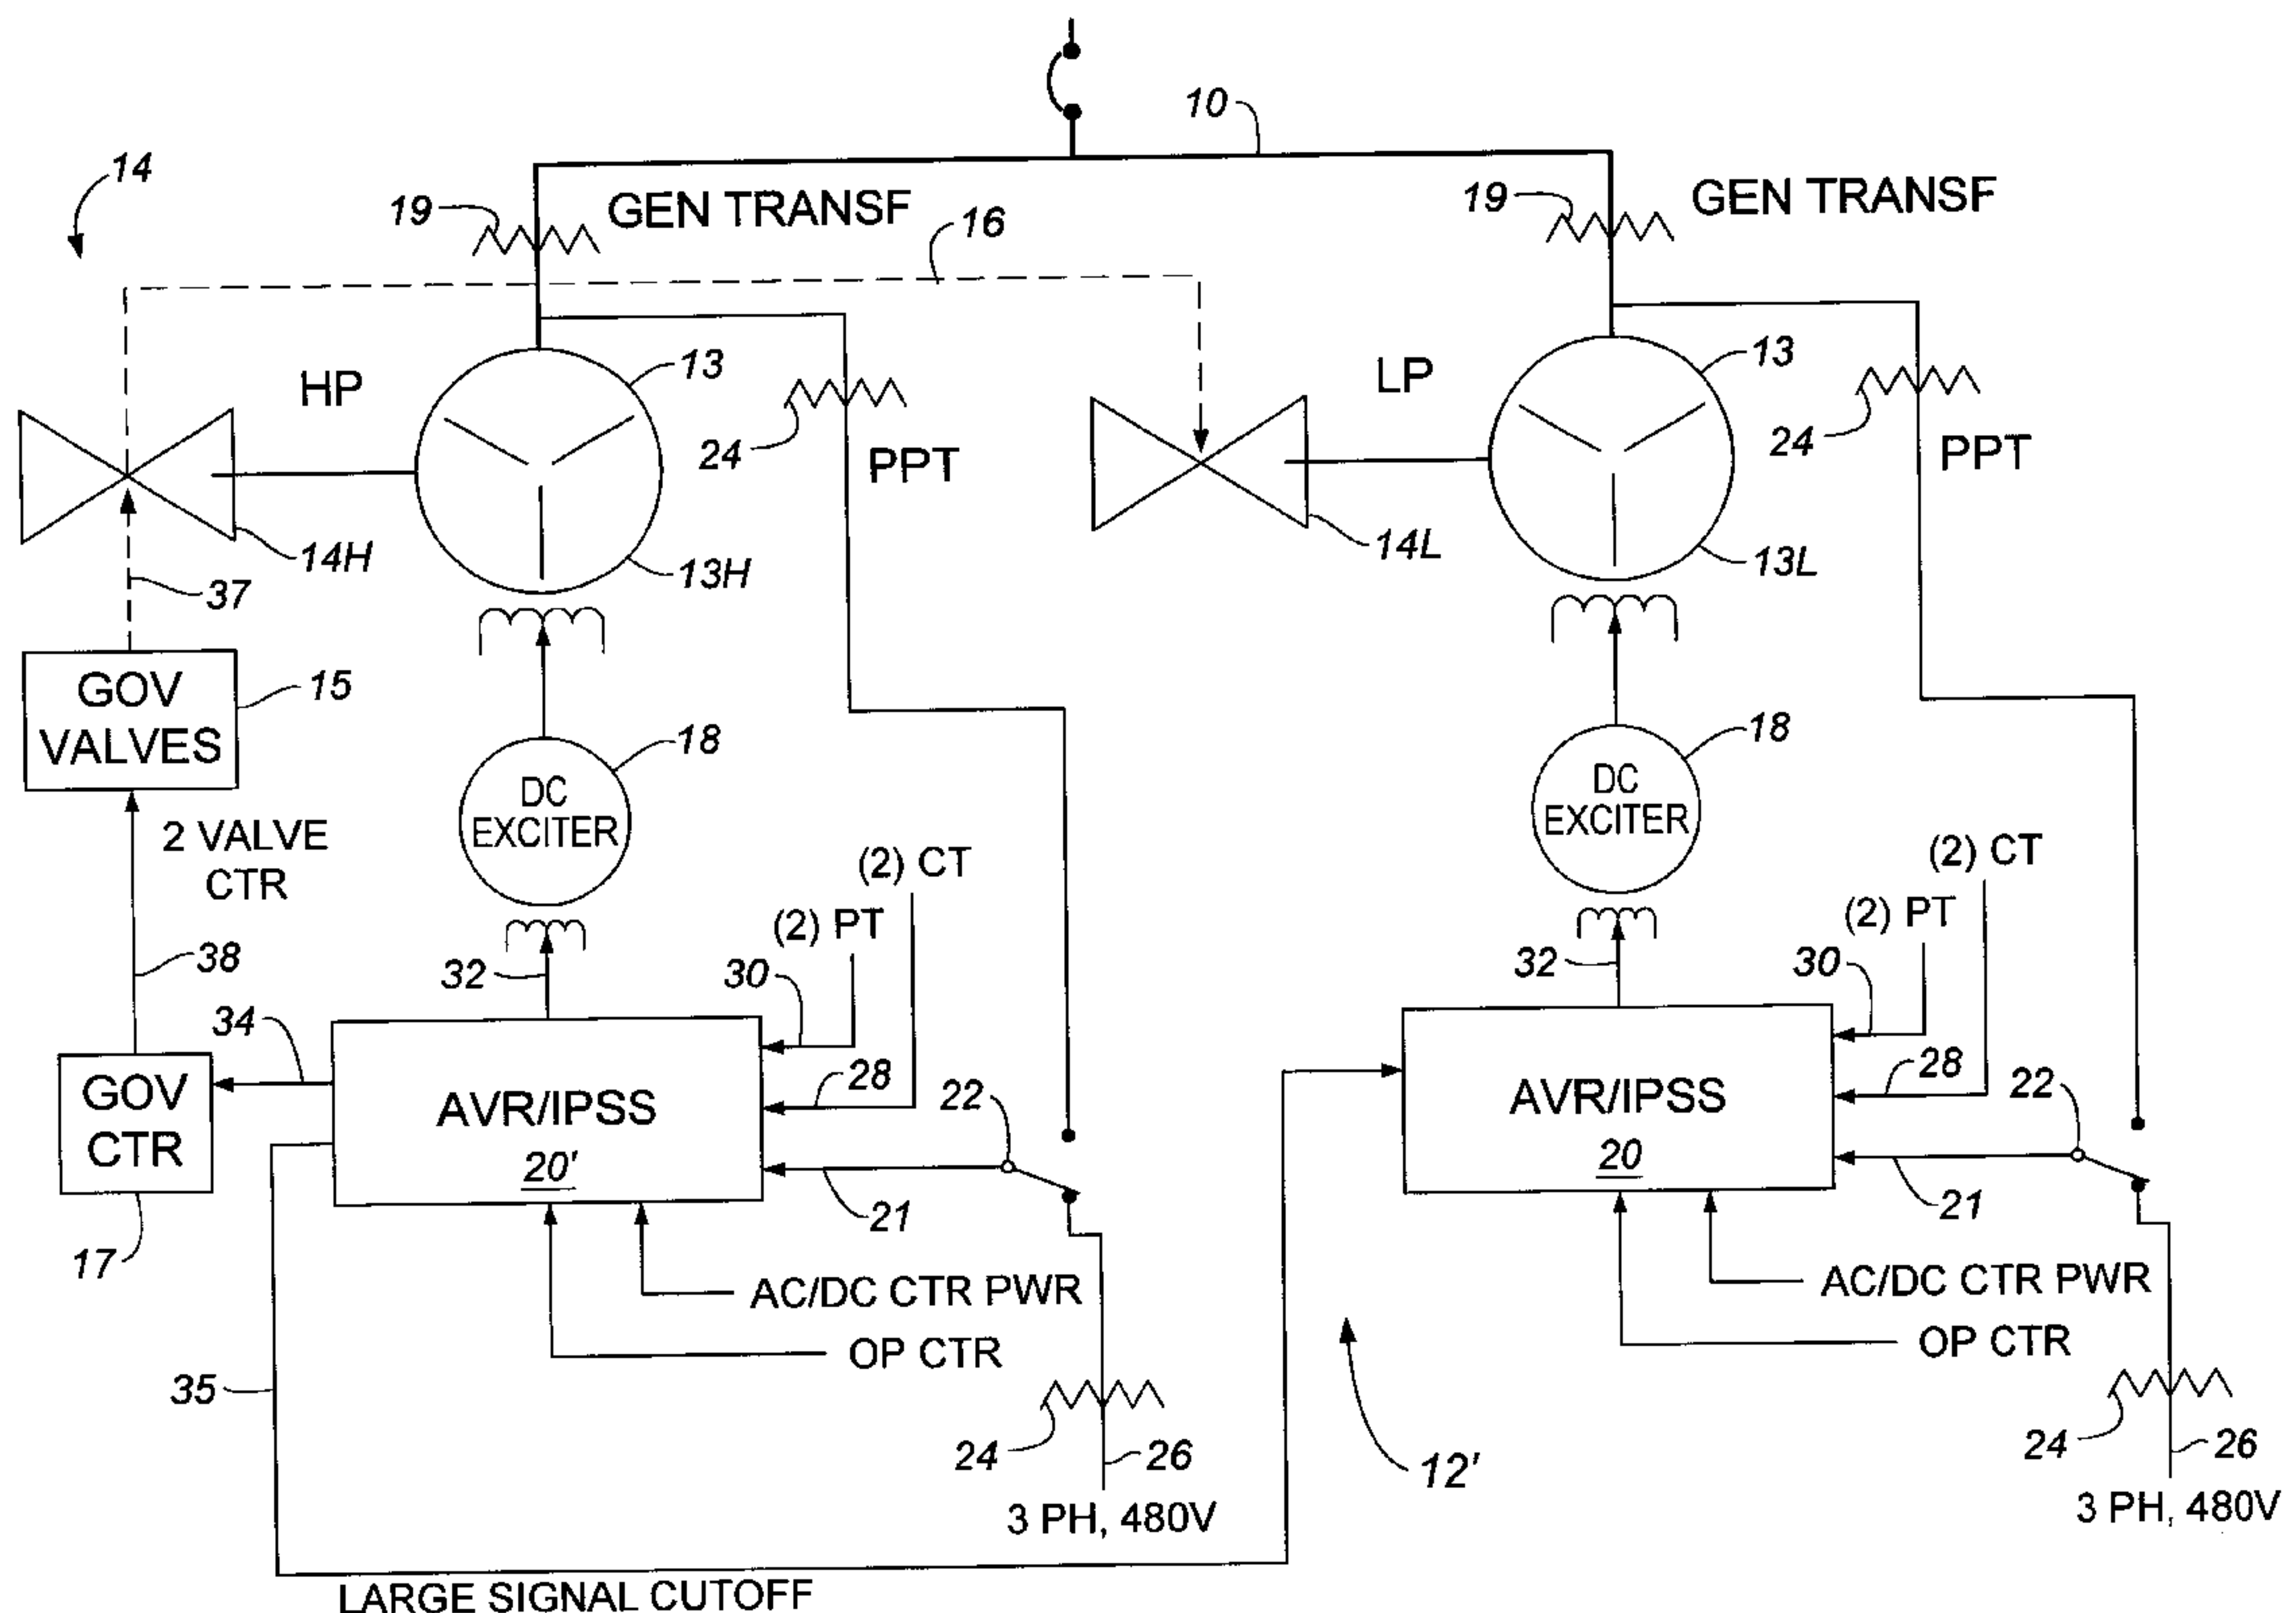 10
14
19
GEN TRANSF
16
19
GEN TRANSF
HP
13
24
PPT
LP
13
24
PPT
14H
13H
14L
13L
37
GOV
VALVES
15
18
DC
EXCITER
18
DC
EXCITER
2 VALVE
CTR
(2) CT
(2) PT
(2) CT
(2) PT
38
32
30
32
30
34
28
22
28
22
GOV
CTR
AVR/IPSS
20'
AVR/IPSS
20
17
21
21
AC/DC CTR PWR
OP CTR
AC/DC CTR PWR
OP CTR
35
24
26
12'
24
26
3 PH, 480V
3 PH, 480V
LARGE SIGNAL CUTOFF